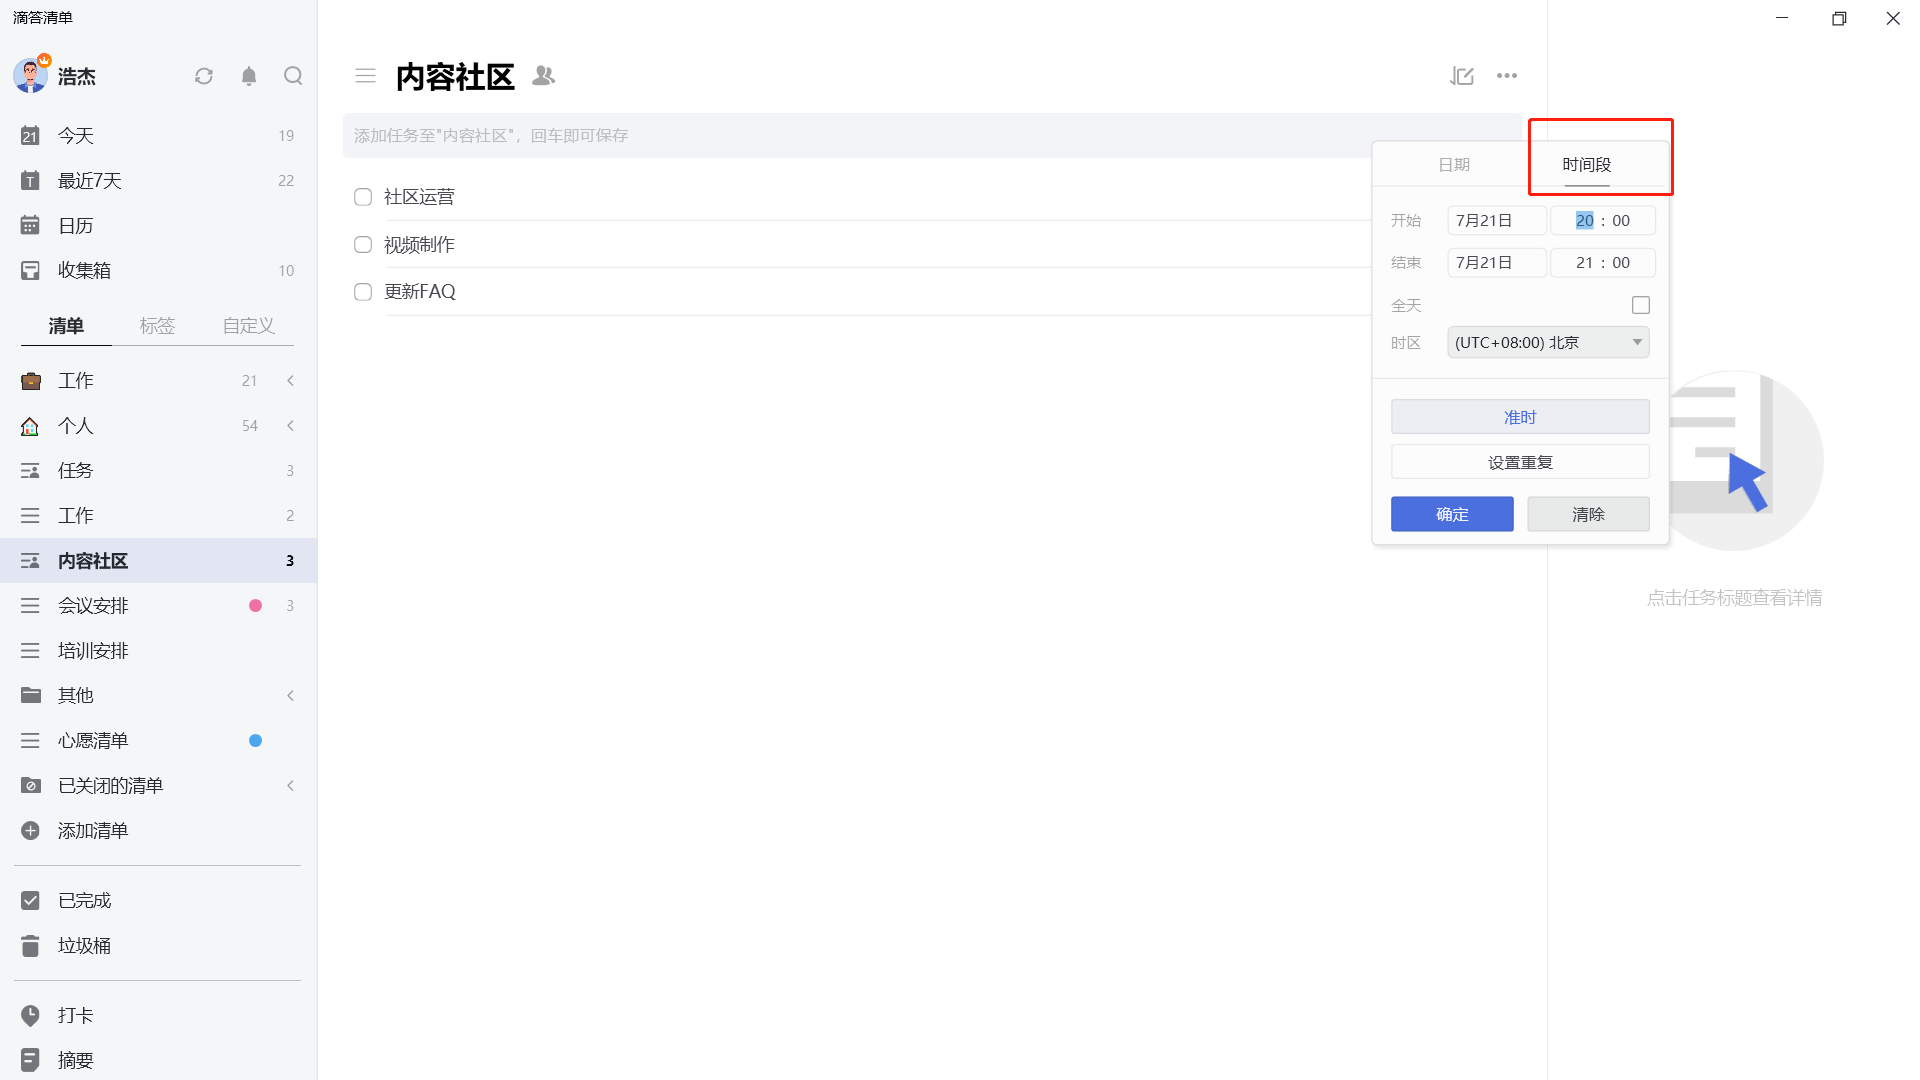 滴答清单
浩杰
21 今天 19
T 最近7天 22
日历
收集箱 10
清单 标签 自定义
工作 21
个人 54
任务 3
工作 2
内容社区 3
会议安排 3
培训安排
其他
心愿清单
已关闭的清单
添加清单
已完成
垃圾桶
打卡
摘要
内容社区
添加任务至"内容社区"，回车即可保存
社区运营
视频制作
更新FAQ
日期 时间段
开始 7月21日 20 : 00
结束 7月21日 21 : 00
全天
时区 (UTC+08:00) 北京
准时
设置重复
确定 清除
点击任务标题查看详情